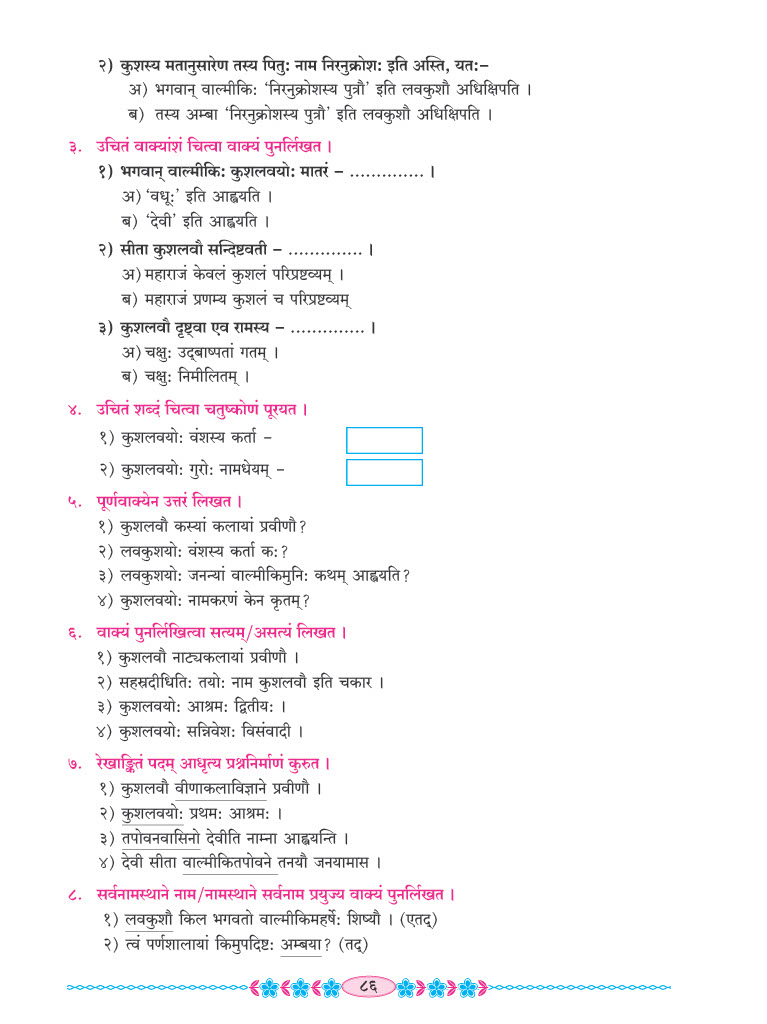 २) कुशस्य मतानुसारेण तस्य पितुः नाम निरनुक्रोशः इति अस्ति, यतः–
अ) भगवान् वाल्मीकिः ‘निरनुक्रोशस्य पुत्रौ’ इति लवकुशौ अधिक्षिपति ।
ब) तस्य अम्बा ‘निरनुक्रोशस्य पुत्रौ’ इति लवकुशौ अधिक्षिपति ।
३. उचितं वाक्यांशं चित्वा वाक्यं पुनर्लिखत ।
१) भगवान् वाल्मीकिः कुशलवयोः मातरं – .............. ।
अ) ‘वधूः’ इति आह्वयति ।
ब) ‘देवी’ इति आह्वयति ।
२) सीता कुशलवौ सन्दिष्टवती – .............. ।
अ) महाराजं केवलं कुशलं परिप्रष्टव्यम् ।
ब) महाराजं प्रणम्य कुशलं च परिप्रष्टव्यम्
३) कुशलवौ दृष्ट्वा एव रामस्य – .............. ।
अ) चक्षुः उद्बाष्पतां गतम् ।
ब) चक्षुः निमीलितम् ।
४. उचितं शब्दं चित्वा चतुष्कोणं पूरयत ।
१) कुशलवयोः वंशस्य कर्ता –
२) कुशलवयोः गुरोः नामधेयम् –
५. पूर्णवाक्येन उत्तरं लिखत ।
१) कुशलवौ कस्यां कलायां प्रवीणौ?
२) लवकुशयोः वंशस्य कर्ता कः?
३) लवकुशयोः जनन्यां वाल्मीकिमुनिः कथम् आह्वयति?
४) कुशलवयोः नामकरणं केन कृतम्?
६. वाक्यं पुनर्लिखित्वा सत्यम्/असत्यं लिखत ।
१) कुशलवौ नाट्यकलायां प्रवीणौ ।
२) सहस्रदीधितिः तयोः नाम कुशलवौ इति चकार ।
३) कुशलवयोः आश्रमः द्वितीयः ।
४) कुशलवयोः सन्निवेशः विसंवादी ।
७. रेखाङ्कितं पदम् आधृत्य प्रश्ननिर्माणं कुरुत ।
१) कुशलवौ वीणाकलाविज्ञाने प्रवीणौ ।
२) कुशलवयोः प्रथमः आश्रमः ।
३) तपोवनवासिनो देवीति नाम्ना आह्वयन्ति ।
४) देवी सीता वाल्मीकितपोवने तनयौ जनयामास ।
८. सर्वनामस्थाने नाम/नामस्थाने सर्वनाम प्रयुज्य वाक्यं पुनर्लिखत ।
१) लवकुशौ किल भगवतो वाल्मीकिमहर्षेः शिष्यौ । (एतद्)
२) त्वं पर्णशालायां किमुपदिष्टः अम्बया? (तद्)
८६